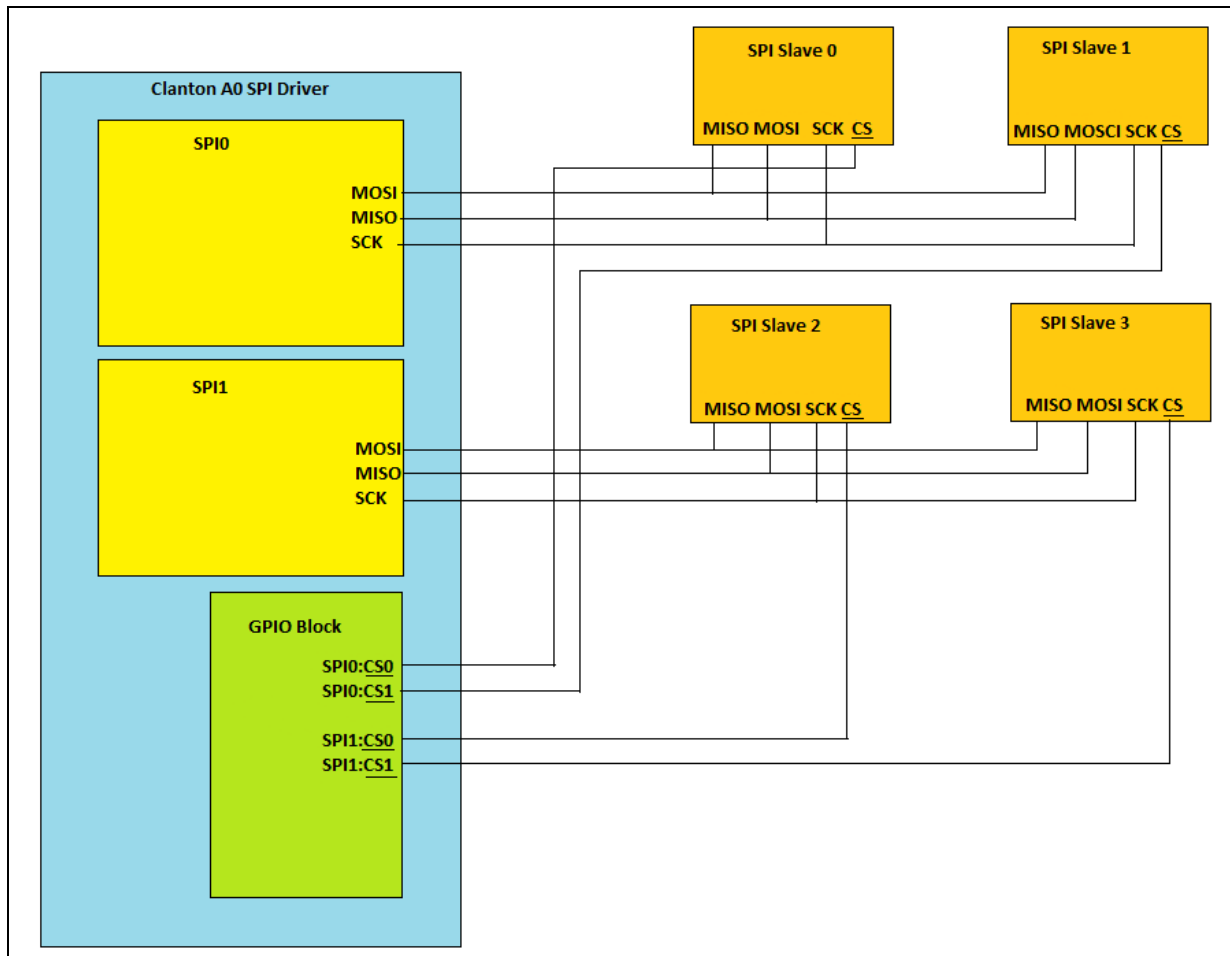 Clanton A0 SPI Driver
SPI0
MOSI
MISO
SCK
SPI1
MOSI
MISO
SCK
GPIO Block
SPI0:CS0
SPI0:CS1
SPI1:CS0
SPI1:CS1
SPI Slave 0
MISO MOSI SCK CS
SPI Slave 1
MISO MOSCI SCK CS
SPI Slave 2
MISO MOSI SCK CS
SPI Slave 3
MISO MOSI SCK CS